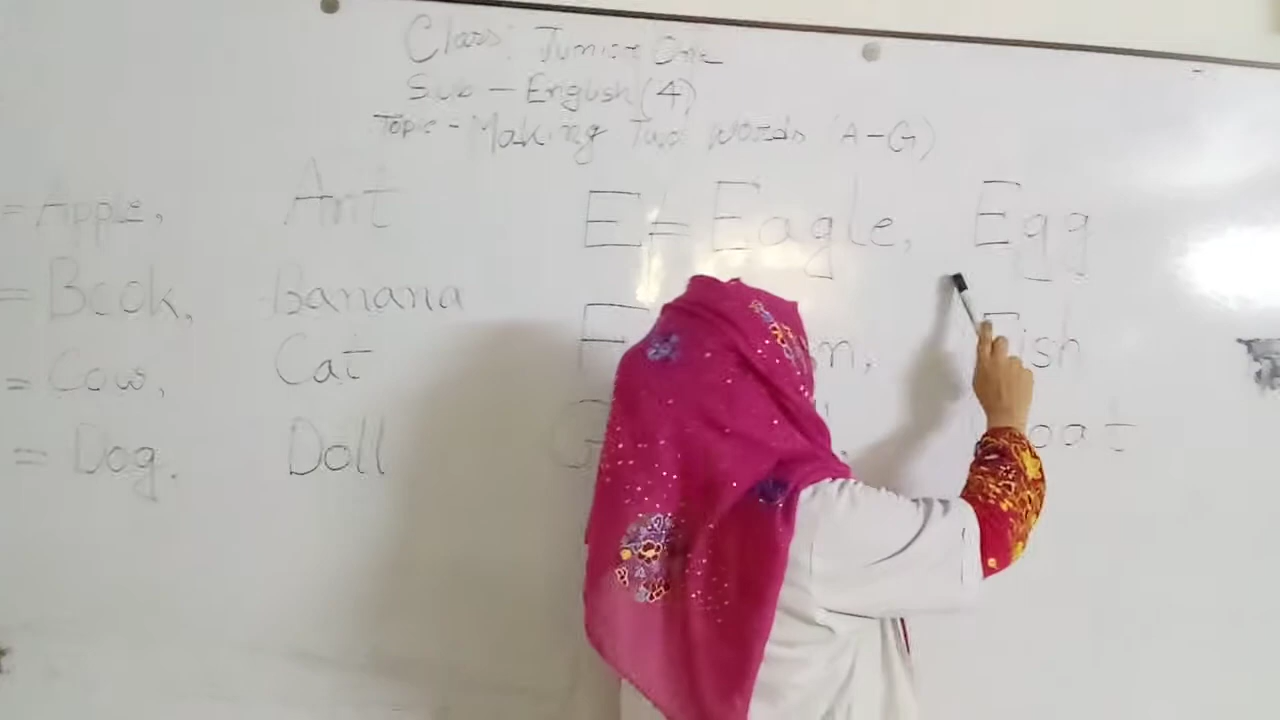 Class: Junior One
Sub - English (4)
Topic - Making Two words (A-G)
= Apple, Ant
= Book, Banana
= Cow, Cat
= Dog. Doll
E = Eagle, Egg
F Fish
G